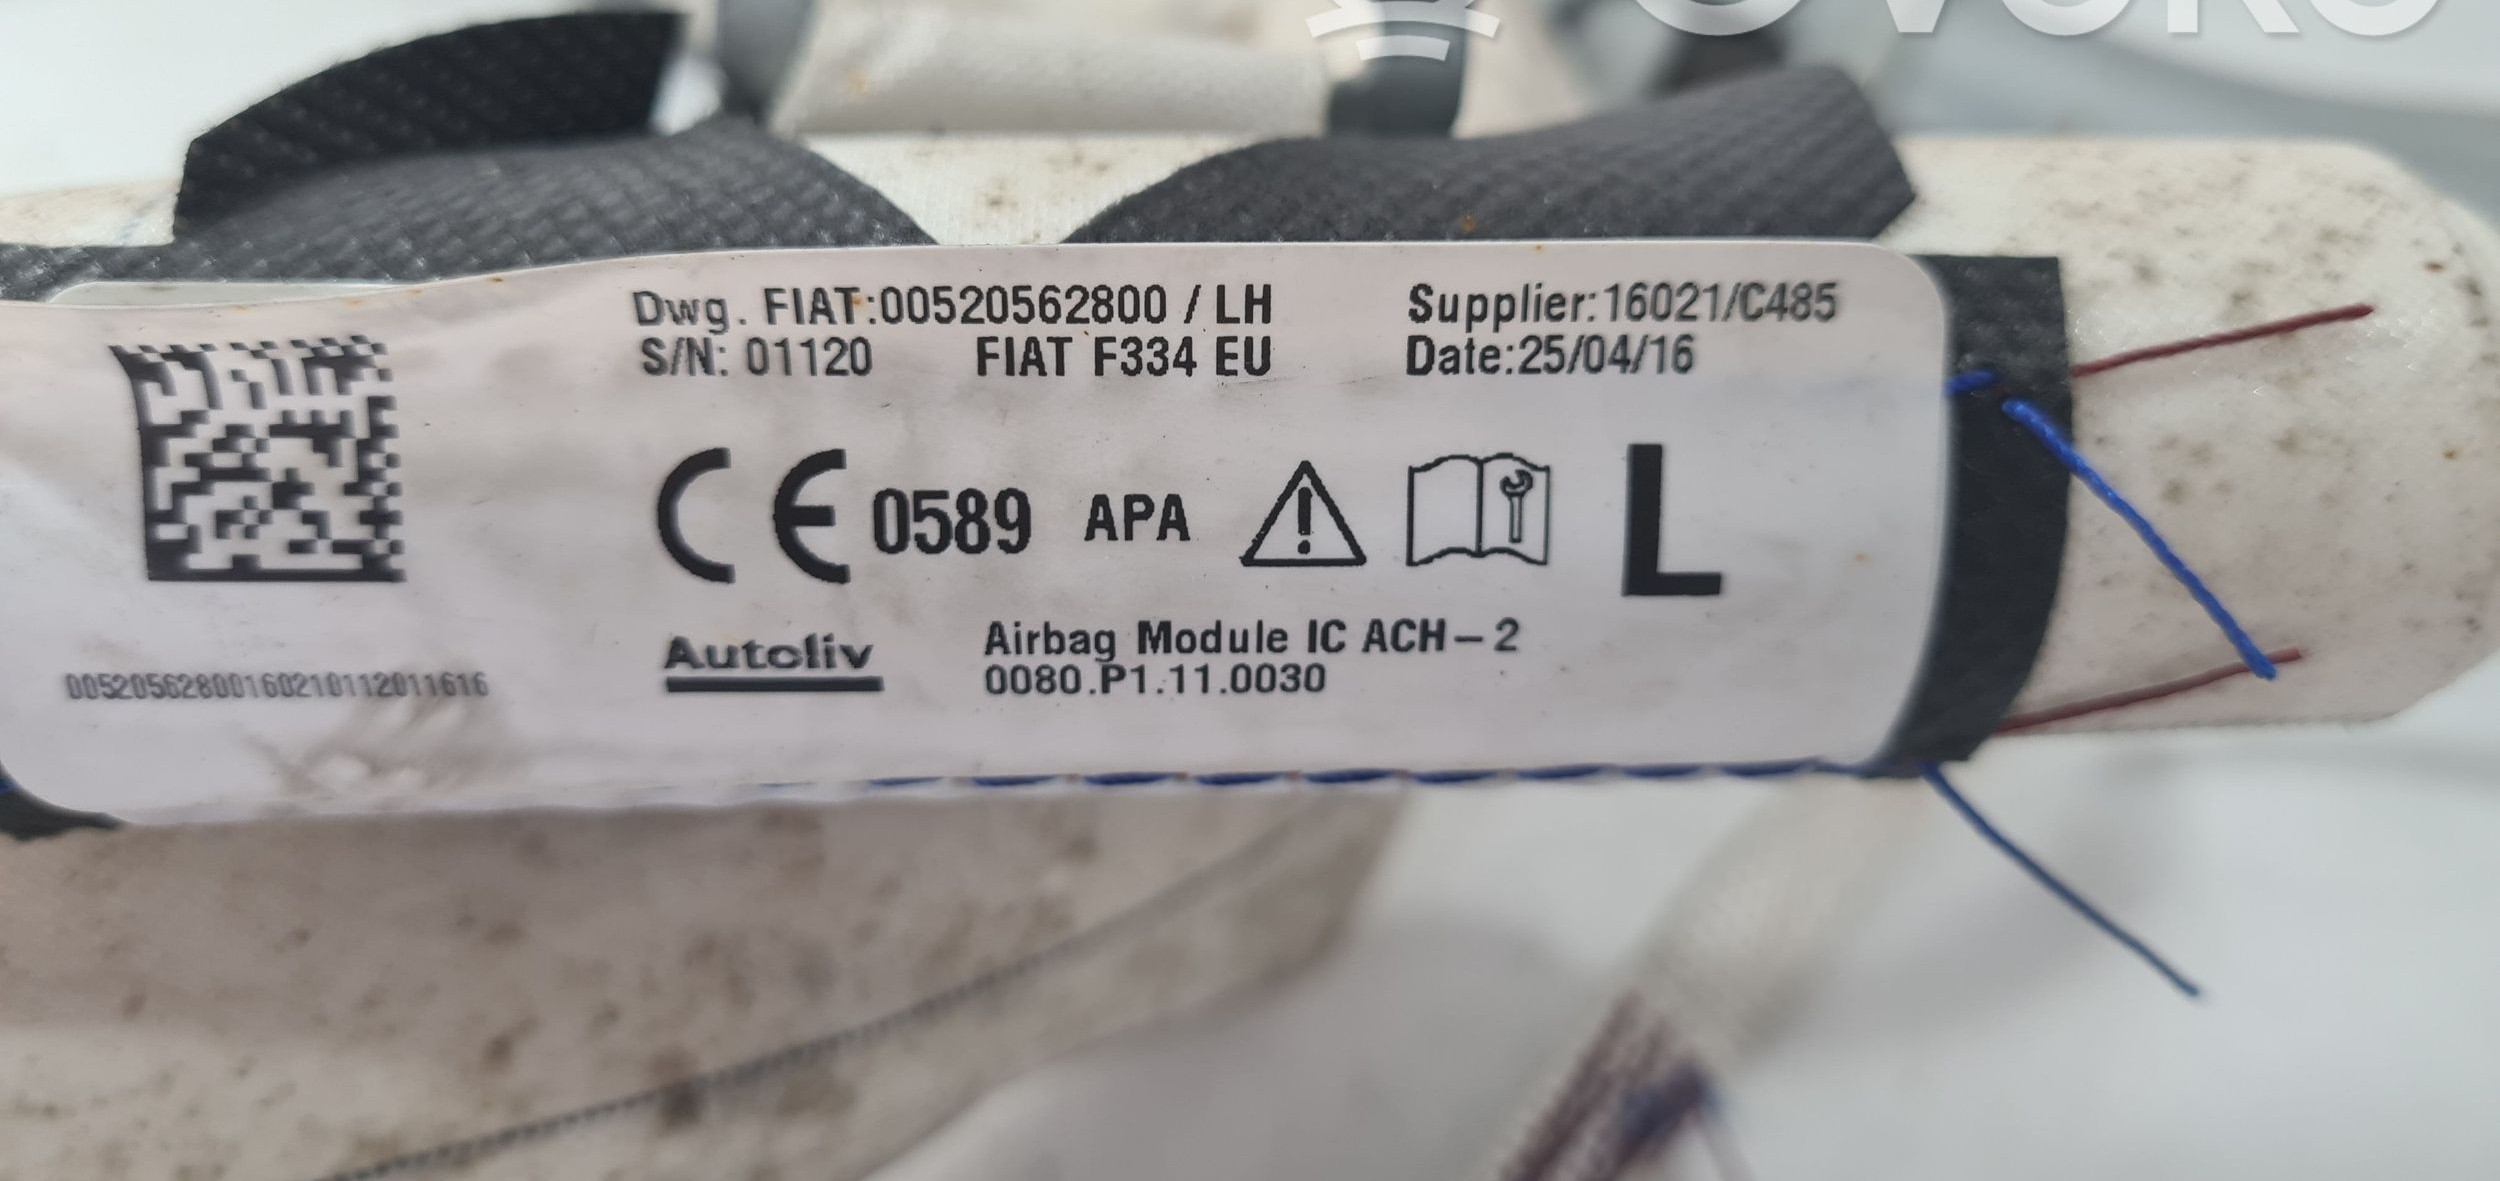 Dwg. FIAT:00520562800 / LH
Supplier:16021/C485
S/N: 01120 FIAT F334 EU
Date:25/04/16
CE 0589 APA L
Autoliv
Airbag Module IC ACH-2
0080.P1.11.0030
00520562800160210112011616